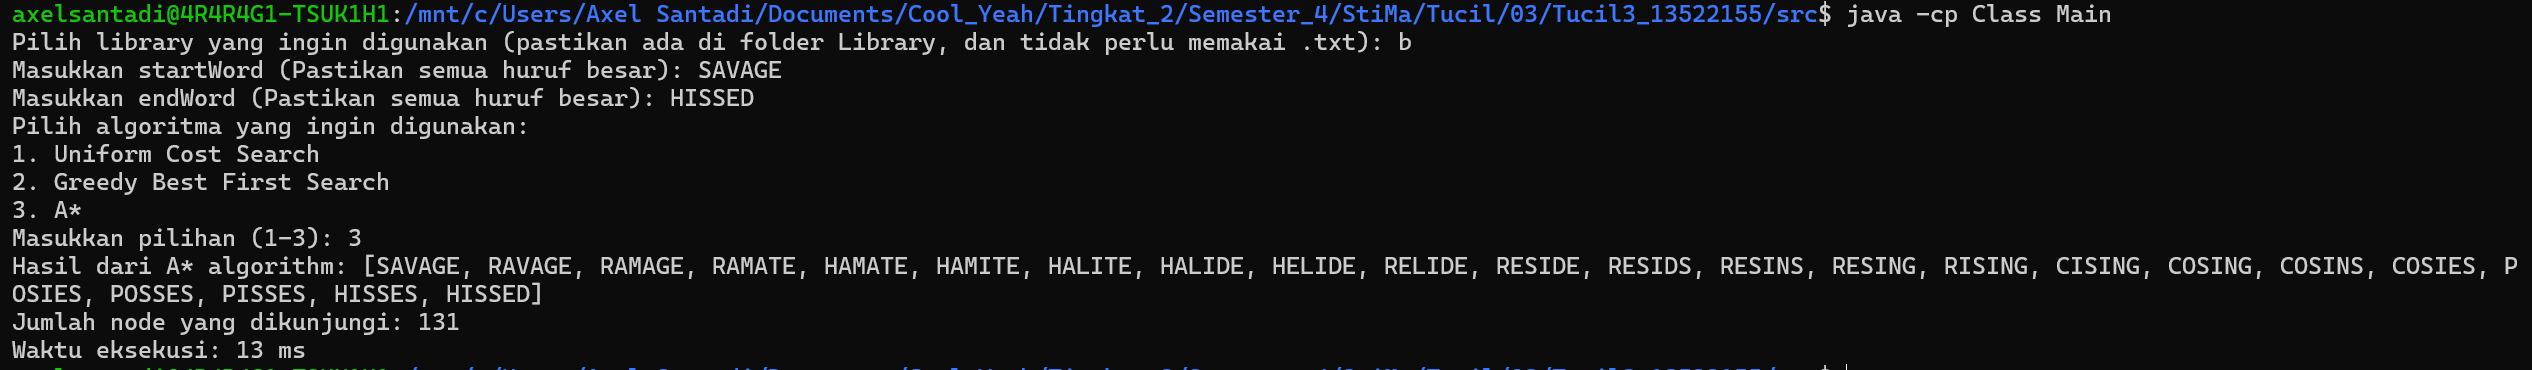 axelsantadi@4R4R4G1-TSUK1H1:/mnt/c/Users/Axel Santadi/Documents/Cool_Yeah/Tingkat_2/Semester_4/StiMa/Tucil/03/Tucil3_13522155/src$ java -cp Class Main
Pilih library yang ingin digunakan (pastikan ada di folder Library, dan tidak perlu memakai .txt): b
Masukkan startWord (Pastikan semua huruf besar): SAVAGE
Masukkan endWord (Pastikan semua huruf besar): HISSED
Pilih algoritma yang ingin digunakan:
1. Uniform Cost Search
2. Greedy Best First Search
3. A*
Masukkan pilihan (1-3): 3
Hasil dari A* algorithm: [SAVAGE, RAVAGE, RAMAGE, RAMATE, HAMATE, HAMITE, HALITE, HALIDE, HELIDE, RELIDE, RESIDE, RESIDS, RESINS, RESING, RISING, CISING, COSING, COSINS, COSIES, P
OSIES, POSSES, PISSES, HISSES, HISSED]
Jumlah node yang dikunjungi: 131
Waktu eksekusi: 13 ms